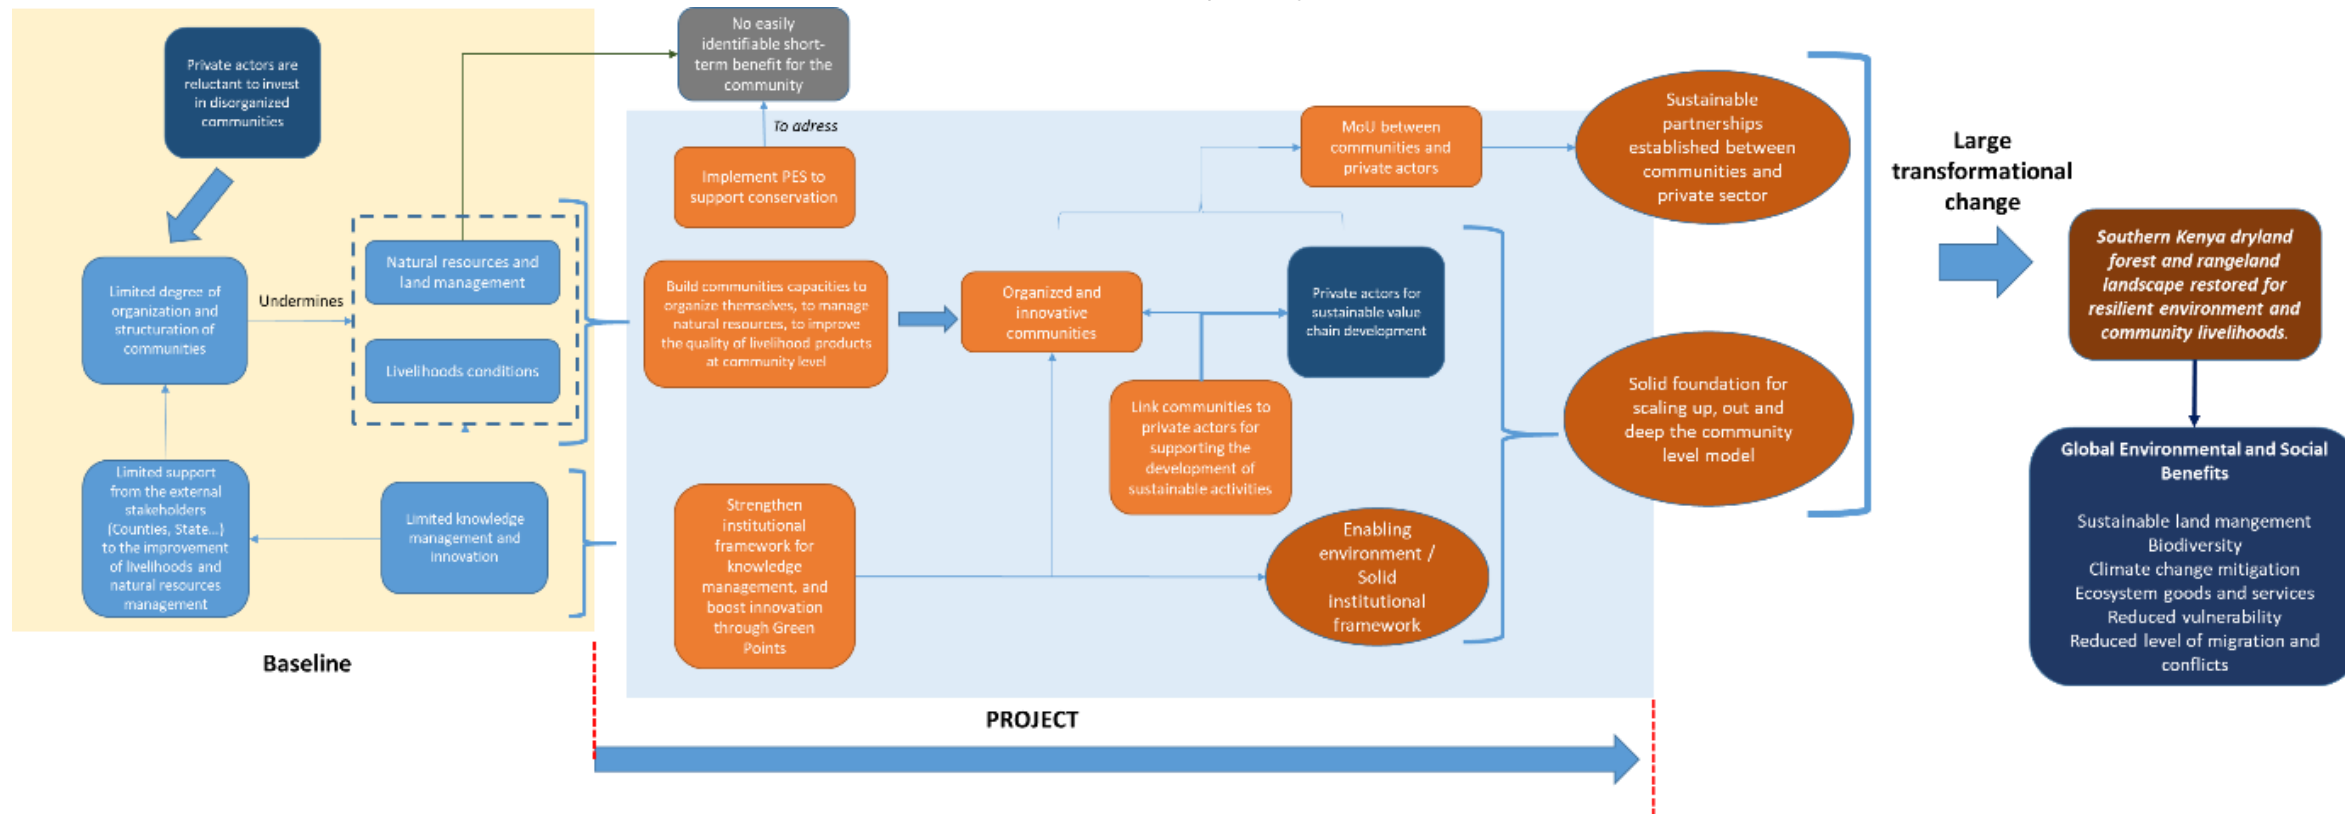 Private actors are
reluctant to invest
in disorganized
communities
Limited degree of
organization and
structuration of
communities
Undermines
Natural resources and
land management
Livelihoods conditions
Limited support
from the external
stakeholders
(Counties, State...)
to the improvement
of livelihoods and
natural resources
management
Limited knowledge
management and
innovation
Baseline
No easily
identifiable short-
term benefit for the
community
To adress
Implement PES to
support conservation
Build communities capacities to
organize themselves, to manage
natural resources, to improve
the quality of livelihood products
at community level
Strengthen
institutional
framework for
knowledge
management, and
boost innovation
through Green
Points
Organized and
innovative
communities
Link communities to
private actors for
supporting the
development of
sustainable activities
Private actors for
sustainable value
chain development
MoU between
communities and
private actors
Enabling
environment /
Solid
institutional
framework
PROJECT
Sustainable
partnerships
established between
communities and
private sector
Solid foundation for
scaling up, out and
deep the community
level model
Large
transformational
change
Southern Kenya dryland
forest and rangeland
landscape restored for
resilient environment and
community livelihoods.
Global Environmental and Social
Benefits
Sustainable land mangement
Biodiversity
Climate change mitigation
Ecosystem goods and services
Reduced vulnerability
Reduced level of migration and
conflicts